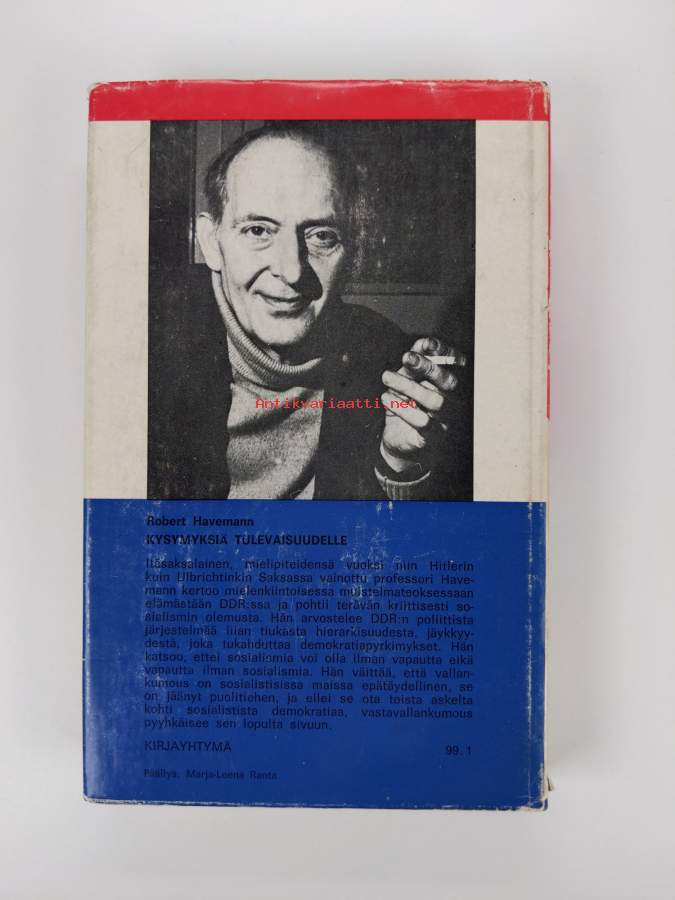 Antikvariaatti.net
Robert Havemann
KYSYMYKSIÄ TULEVAISUUDELLE
Itäsaksalainen, mielipiteidensä vuoksi niin Hitlerin
kuin Ulbrichtinkin Saksassa vainottu professori Have-
mann kertoo mielenkiintoisessa muistelmateoksessaan
elämästään DDR:ssa ja pohtii terävän kriittisesti so-
sialismin olemusta. Hän arvostelee DDR:n poliittista
järjestelmää liian tiukasta hierarkisuudesta, jäykkyy-
destä, joka tukahduttaa demokratiapyrkimykset. Hän
katsoo, ettei sosialismia voi olla ilman vapautta eikä
vapautta ilman sosialismia. Hän väittää, että vallan-
kumous on sosialistisissa maissa epätäydellinen, se
on jäänyt puolitiehen, ja ellei se ota toista askelta
kohti sosialistista demokratiaa, vastavallankumous
pyyhkäisee sen lopulta sivuun.
KIRJAYHTYMÄ 99.1
Päällys: Marja-Leena Ranta